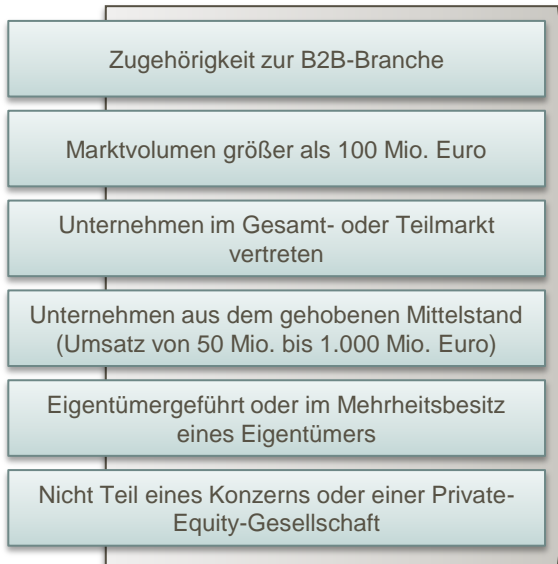 Zugehörigkeit zur B2B-Branche
Marktvolumen größer als 100 Mio. Euro
Unternehmen im Gesamt- oder Teilmarkt
vertreten
Unternehmen aus dem gehobenen Mittelstand
(Umsatz von 50 Mio. bis 1.000 Mio. Euro)
Eigentümergeführt oder im Mehrheitsbesitz
eines Eigentümers
Nicht Teil eines Konzerns oder einer Private-
Equity-Gesellschaft